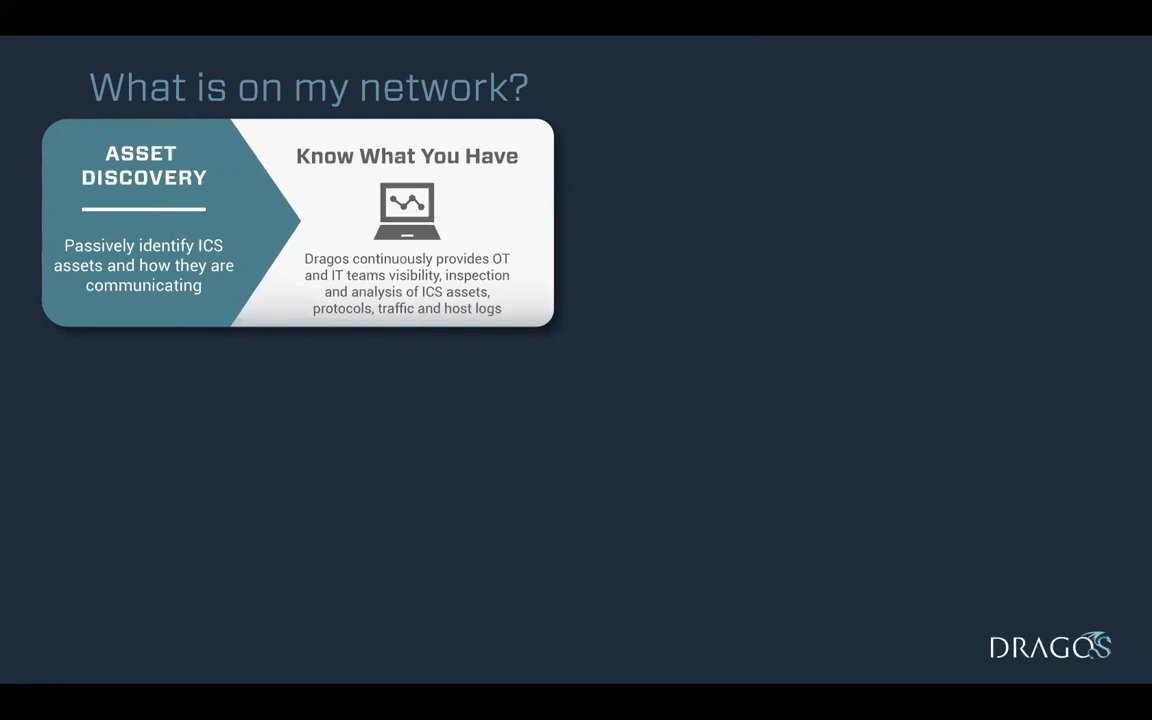 What is on my network?
ASSET
DISCOVERY
Passively identify ICS
assets and how they are
communicating
Know What You Have
Dragos continuously provides OT
and IT teams visibility, inspection
and analysis of ICS assets,
protocols, traffic and host logs
DRAGOS